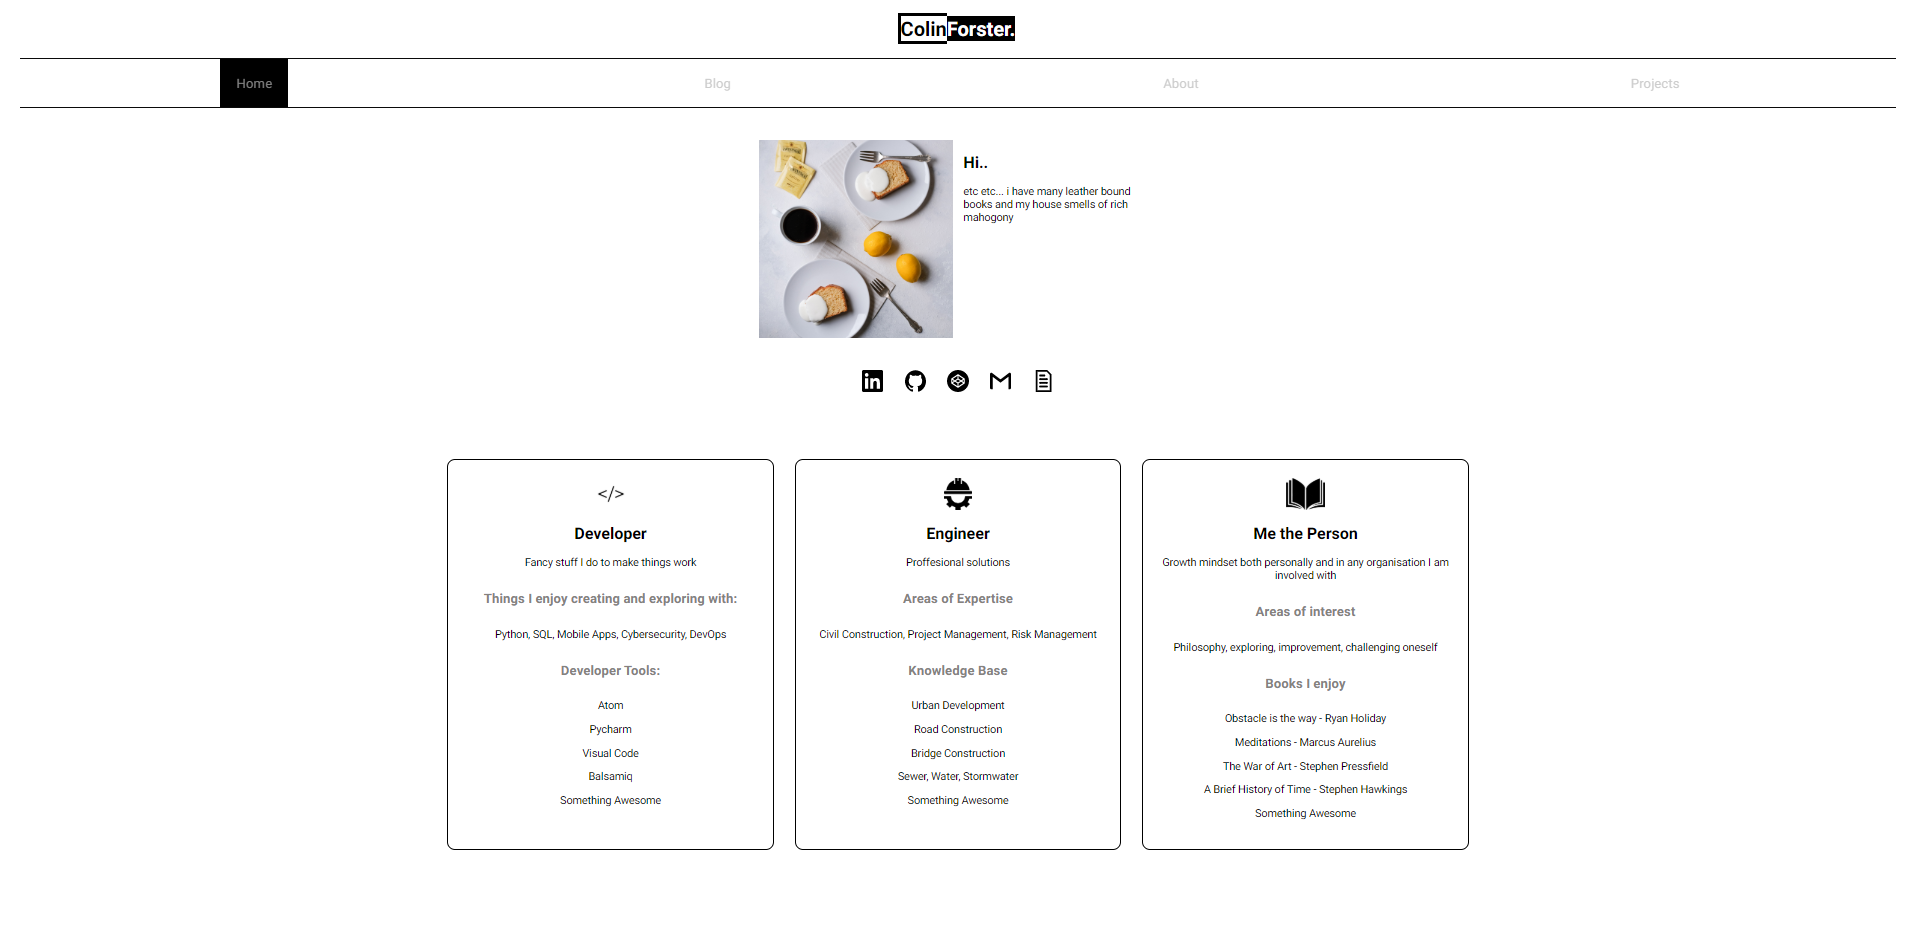 ColinForster.
Home
Blog
About
Projects
Hi..
etc etc... i have many leather bound
books and my house smells of rich
mahogony
</>
Developer
Fancy stuff I do to make things work
Things I enjoy creating and exploring with:
Python, SQL, Mobile Apps, Cybersecurity, DevOps
Developer Tools:
Atom
Pycharm
Visual Code
Balsamiq
Something Awesome
Engineer
Proffesional solutions
Areas of Expertise
Civil Construction, Project Management, Risk Management
Knowledge Base
Urban Development
Road Construction
Bridge Construction
Sewer, Water, Stormwater
Something Awesome
Me the Person
Growth mindset both personally and in any organisation I am
involved with
Areas of interest
Philosophy, exploring, improvement, challenging oneself
Books I enjoy
Obstacle is the way - Ryan Holiday
Meditations - Marcus Aurelius
The War of Art - Stephen Pressfield
A Brief History of Time - Stephen Hawkings
Something Awesome